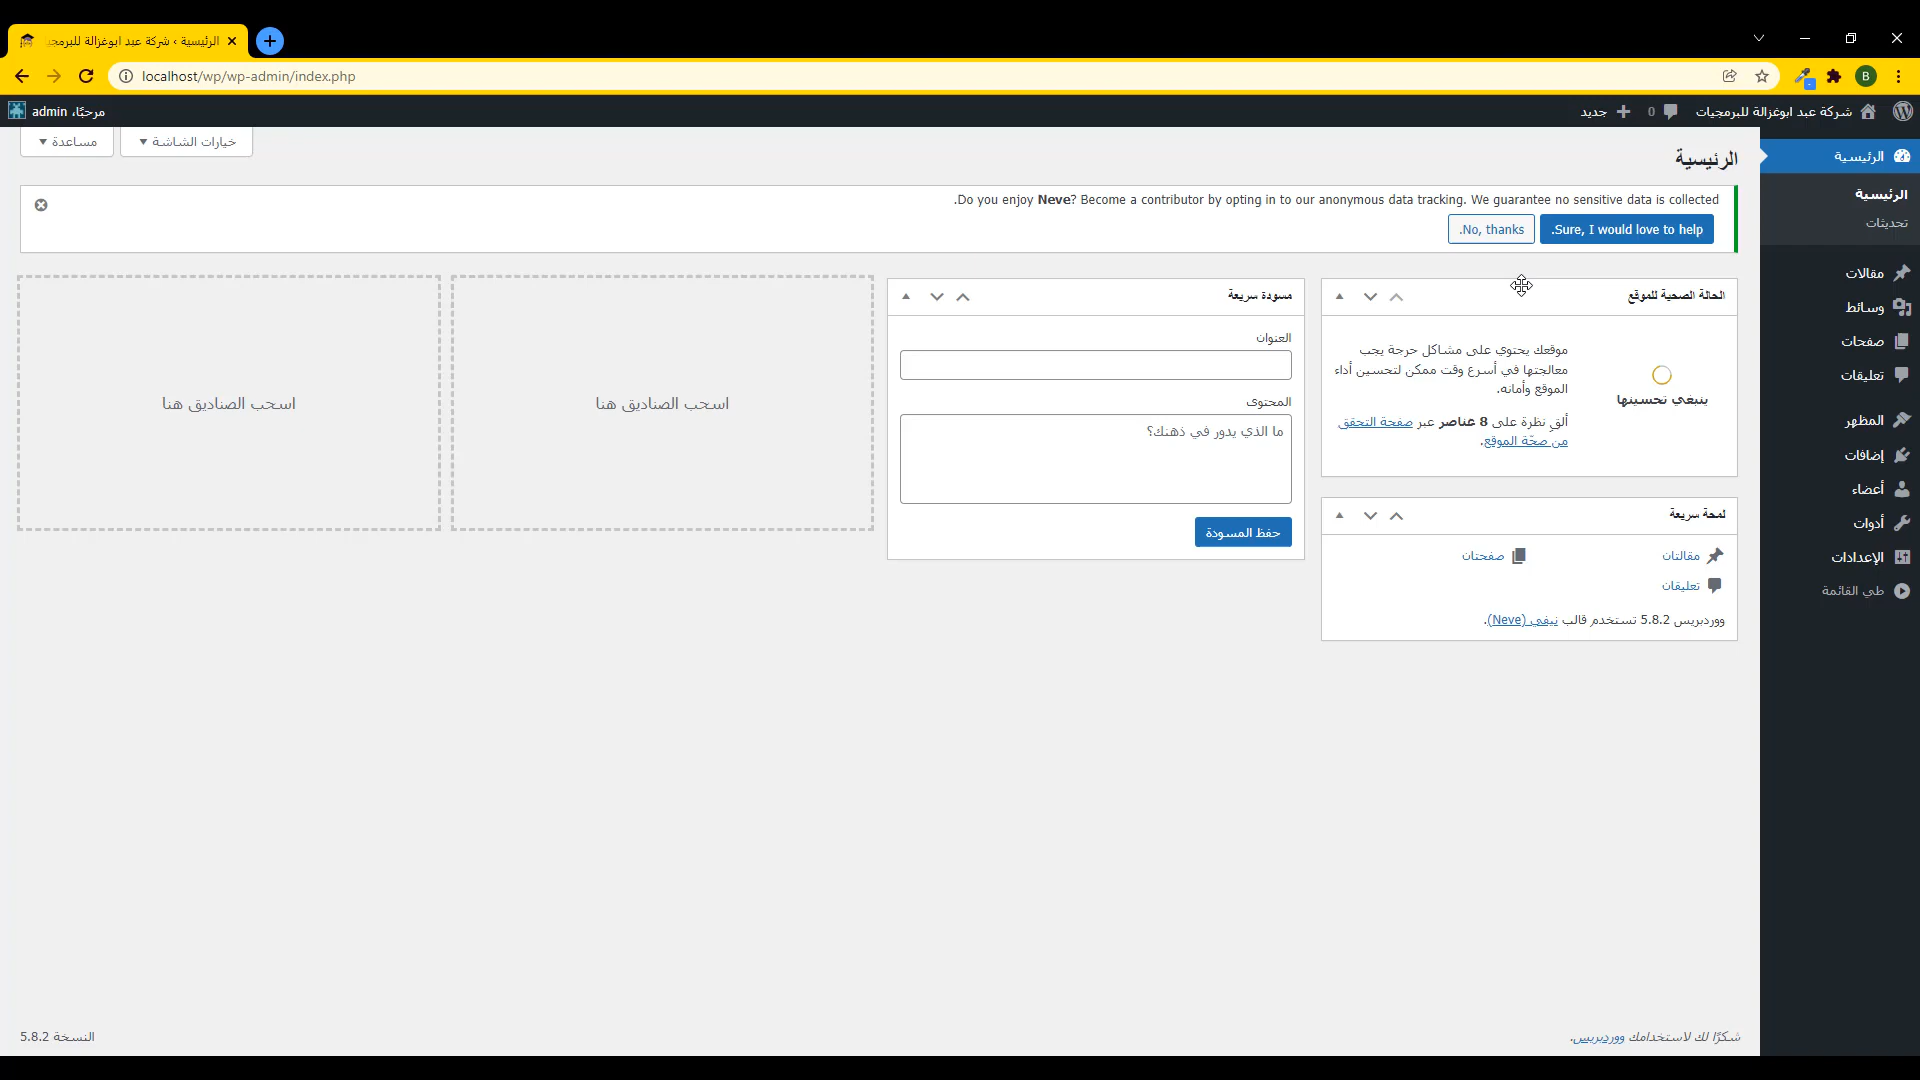 الرئيسية ‹ شركة عبد ابوغزالة للبرمجيات
localhost/wp/wp-admin/index.php
B
شركة عبد ابوغزالة للبرمجيات
0
جديد
مرحبًا، admin
الرئيسية
الرئيسية
تحديثات
مقالات
وسائط
صفحات
تعليقات
المظهر
إضافات
أعضاء
أدوات
الإعدادات
طي القائمة
خيارات الشاشة
مساعدة
الرئيسية
.Do you enjoy Neve? Become a contributor by opting in to our anonymous data tracking. We guarantee no sensitive data is collected
.Sure, I would love to help
.No, thanks
الحالة الصحية للموقع
ينبغي تحسينها
موقعك يحتوي على مشاكل حرجة يجب
معالجتها في أسرع وقت ممكن لتحسين أداء
الموقع وأمانه.
ألقِ نظرة على 8 عناصر عبر صفحة التحقق
من صحّة الموقع.
لمحة سريعة
مقالتان
صفحتان
تعليقان
ووردبريس 5.8.2 تستخدم قالب نيفي (Neve).
مسودة سريعة
العنوان
المحتوى
ما الذي يدور في ذهنك؟
حفظ المسودة
اسحب الصناديق هنا
اسحب الصناديق هنا
شكرًا لك لاستخدامك ووردبريس.
النسخة 5.8.2